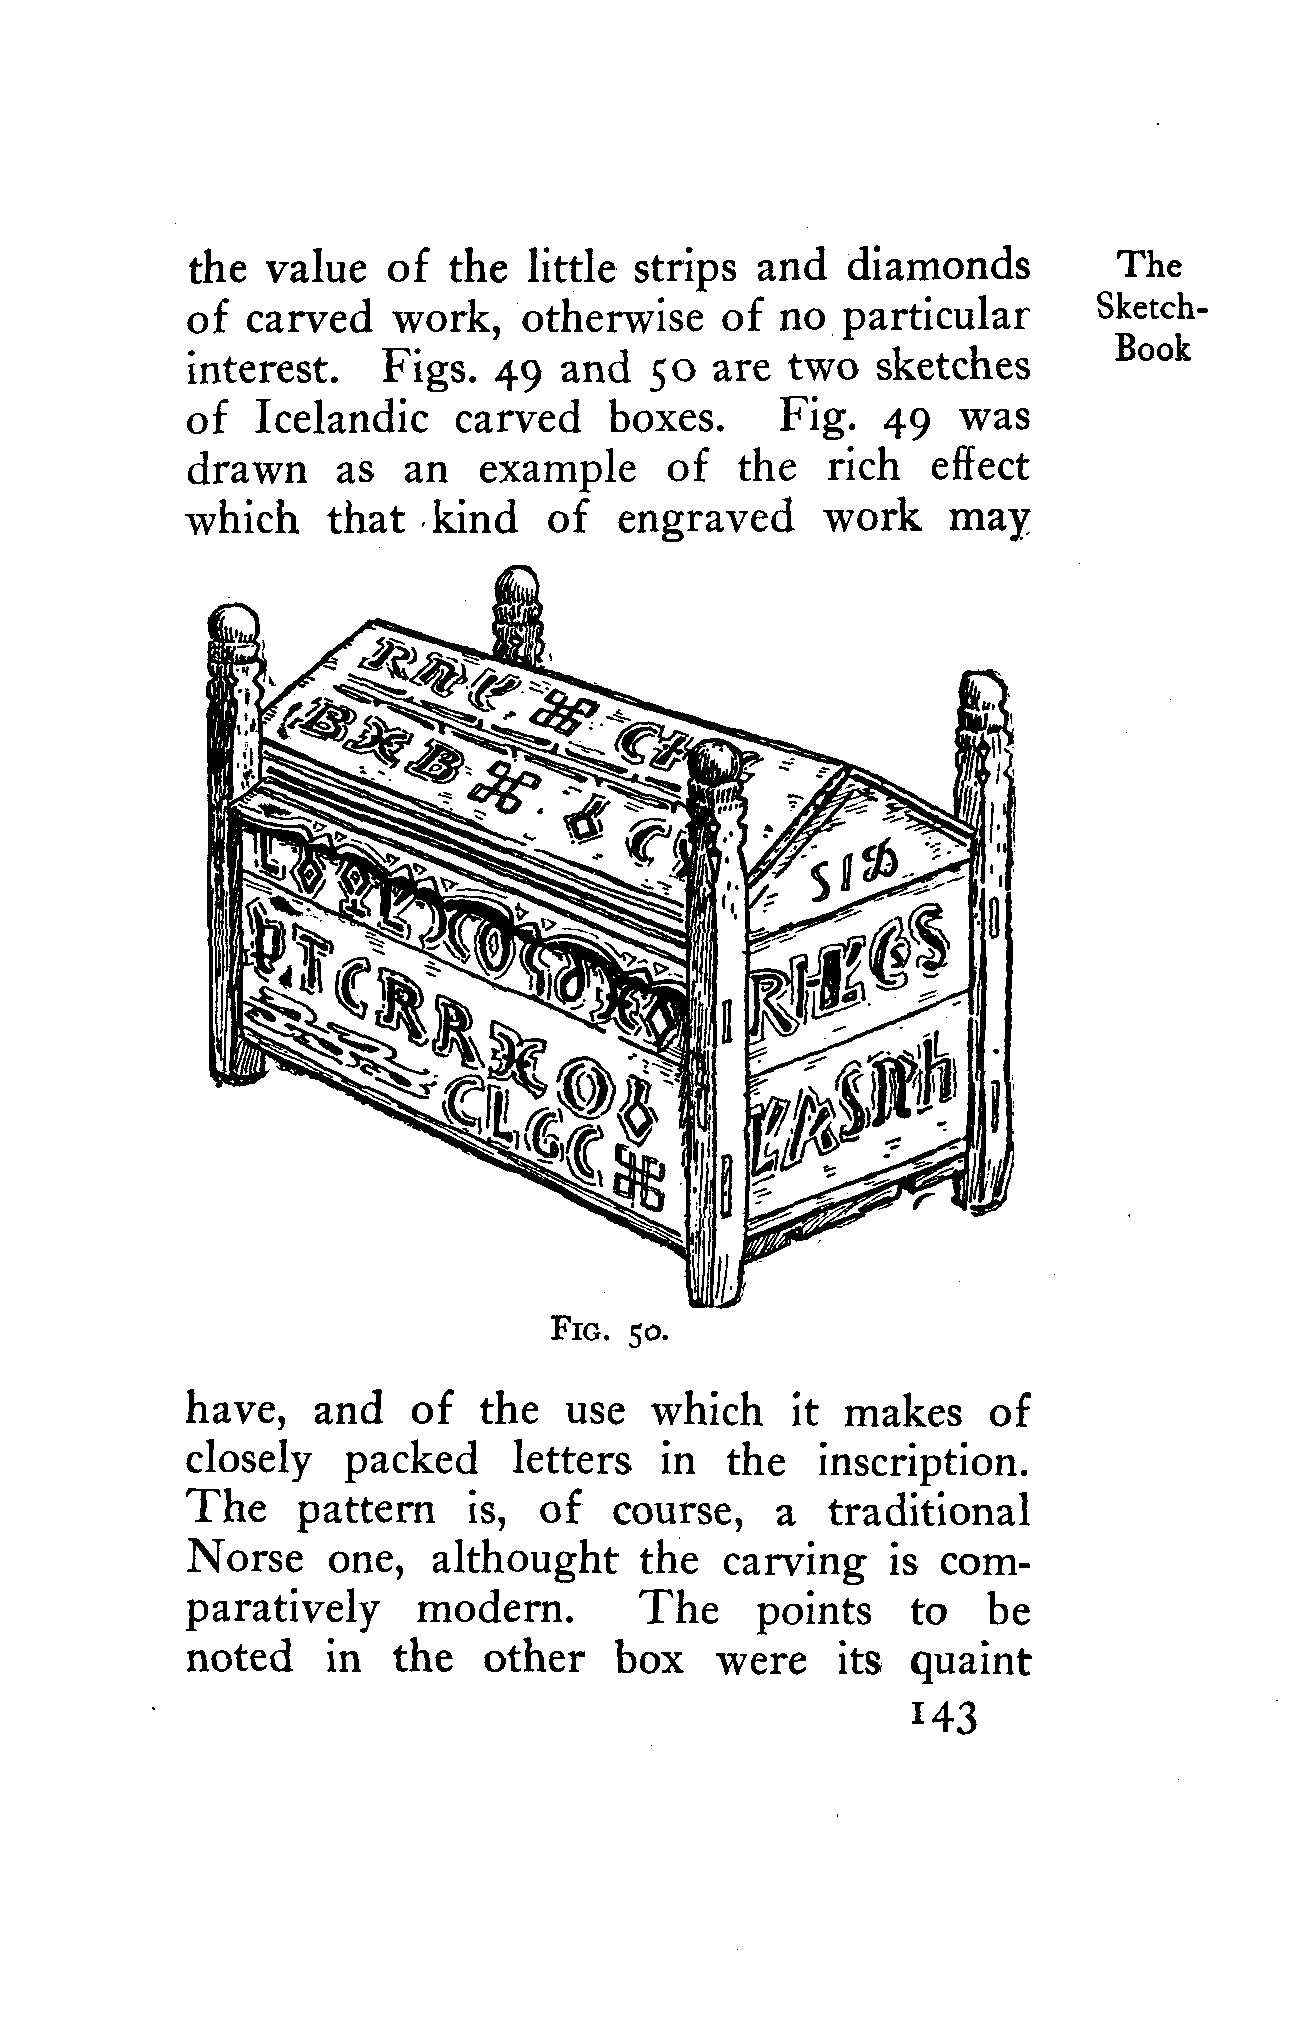 the value of the little strips and diamonds
of carved work, otherwise of no particular
interest. Figs. 49 and 50 are two sketches
of Icelandic carved boxes. Fig. 49 was
drawn as an example of the rich effect
which that kind of engraved work may
The
Sketch-
Book
SID
FIG. 50.
have, and of the use which it makes of
closely packed letters in the inscription.
The pattern is, of course, a traditional
Norse one, althought the carving is com-
paratively modern. The points to be
noted in the other box were its quaint
143